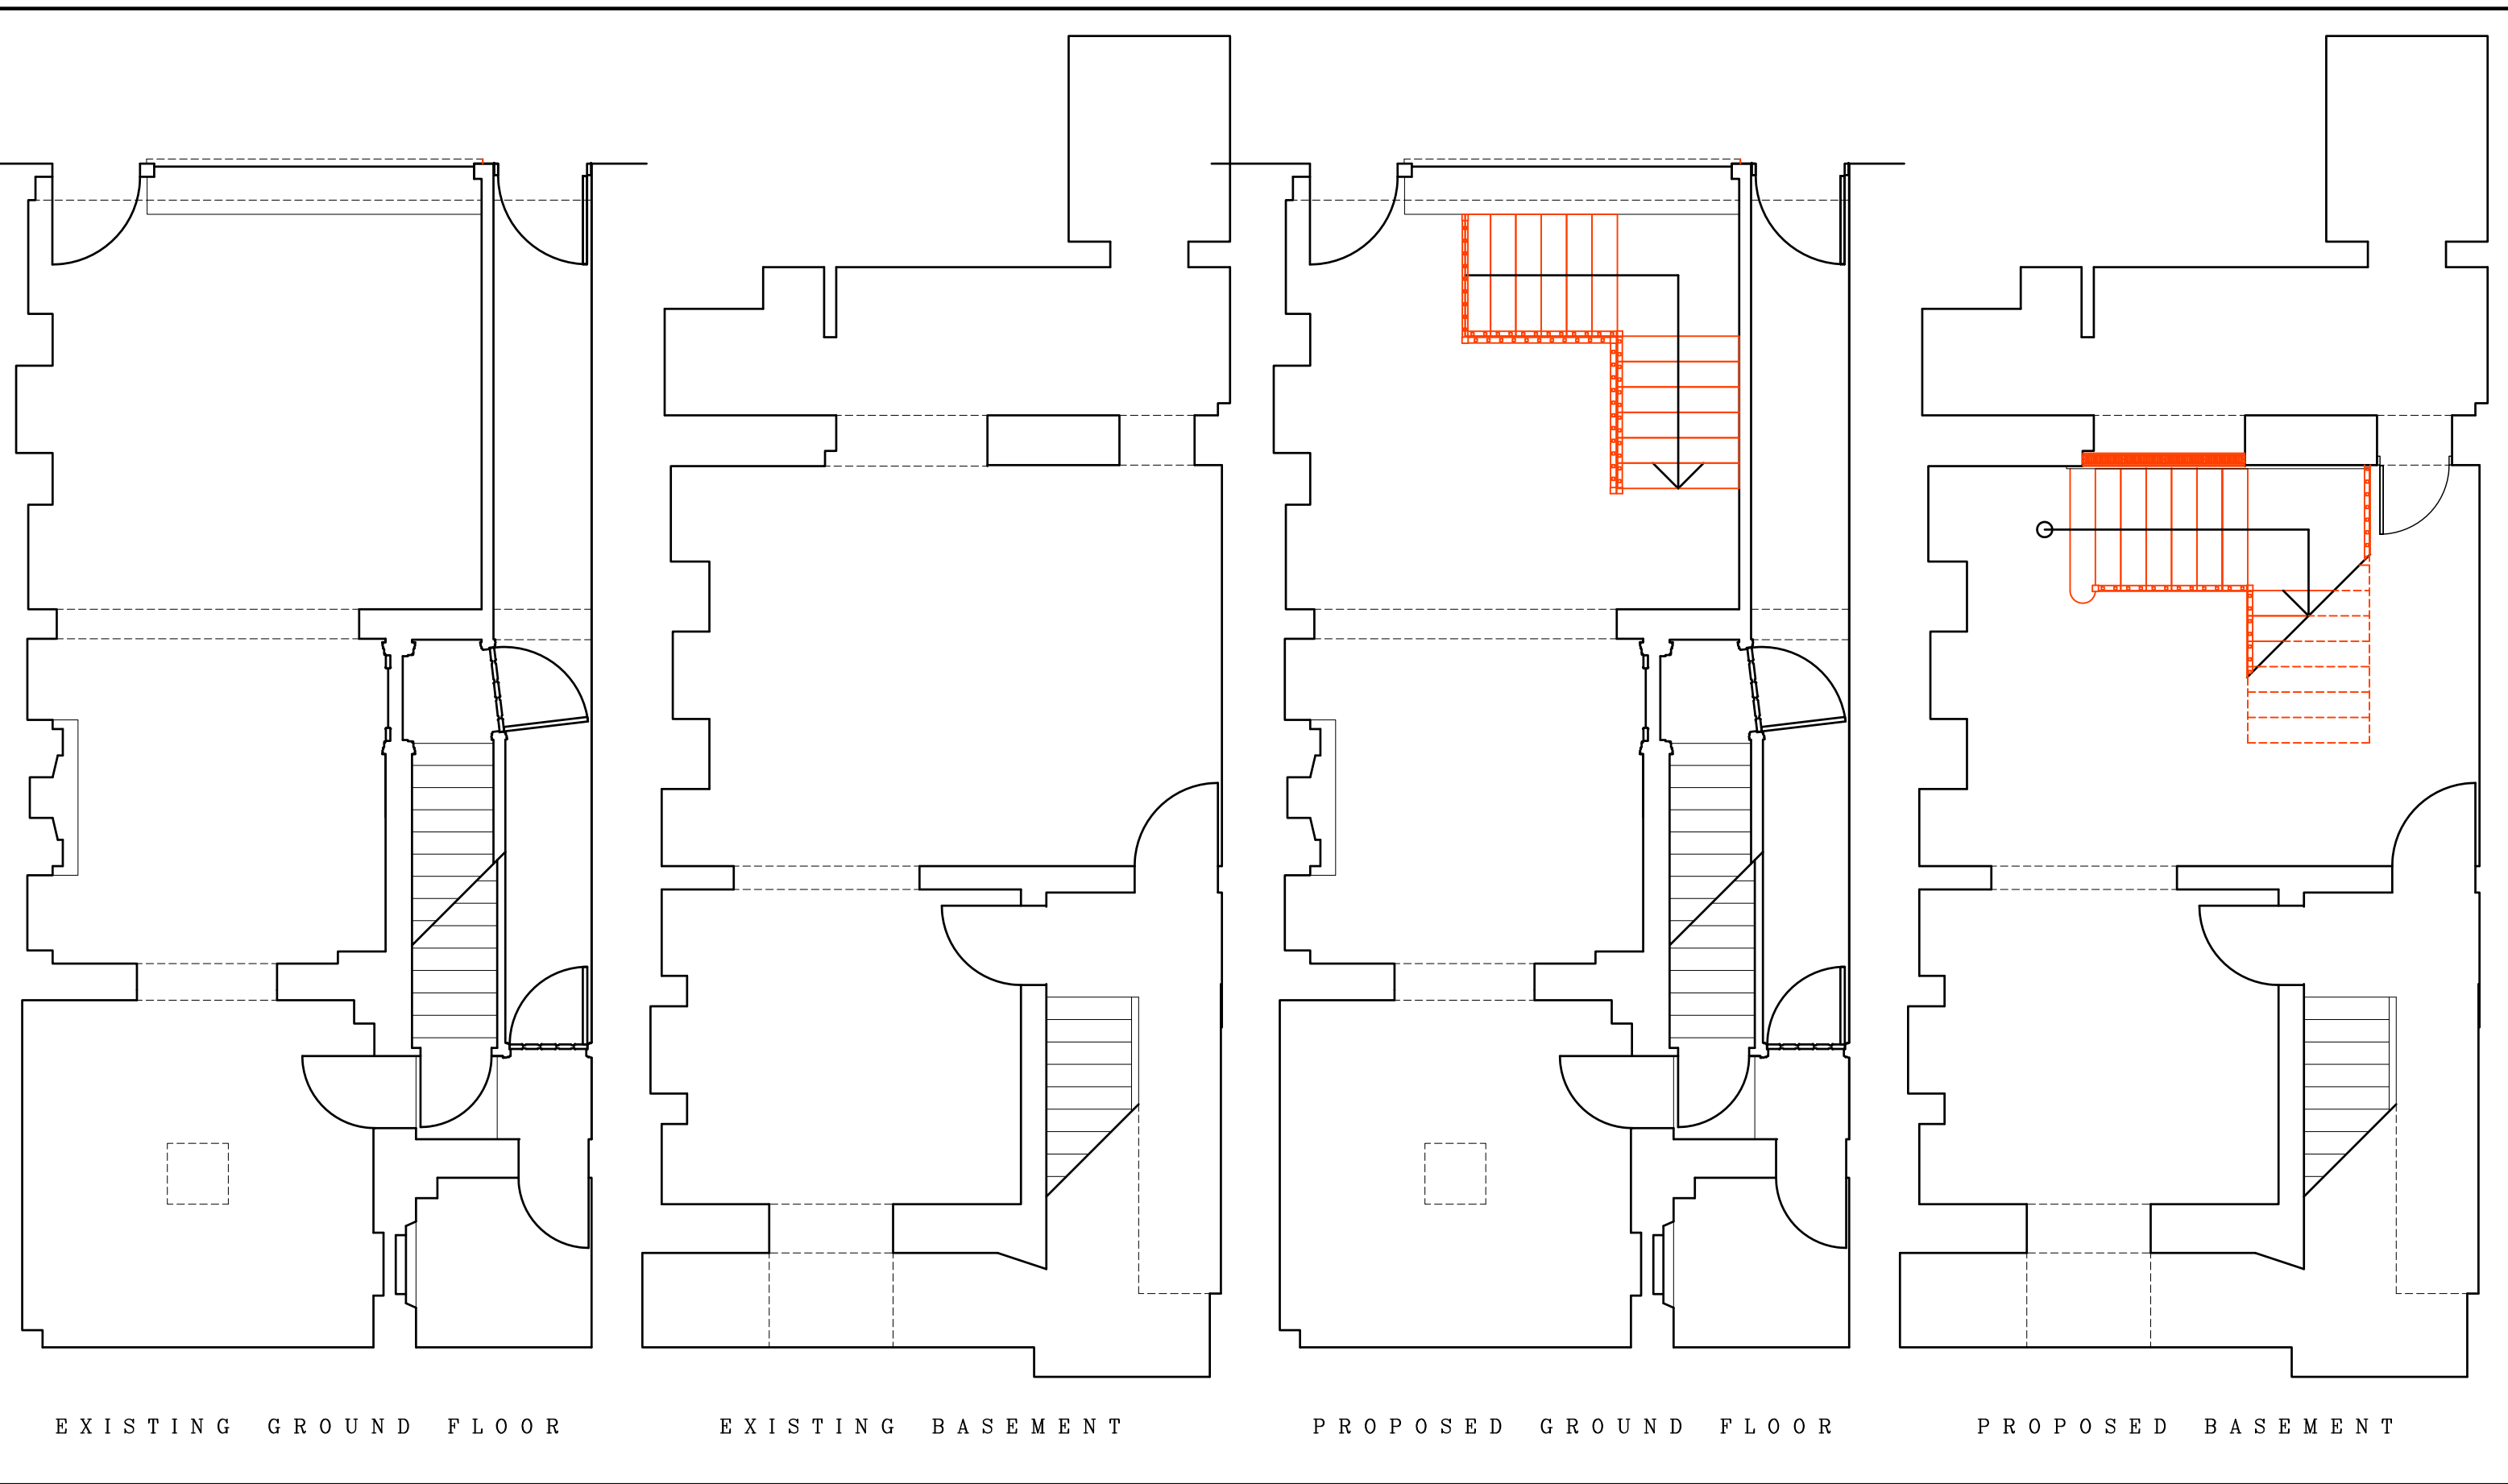 EXISTING GROUND FLOOR
EXISTING BASEMENT
PROPOSED GROUND FLOOR
PROPOSED BASEMENT